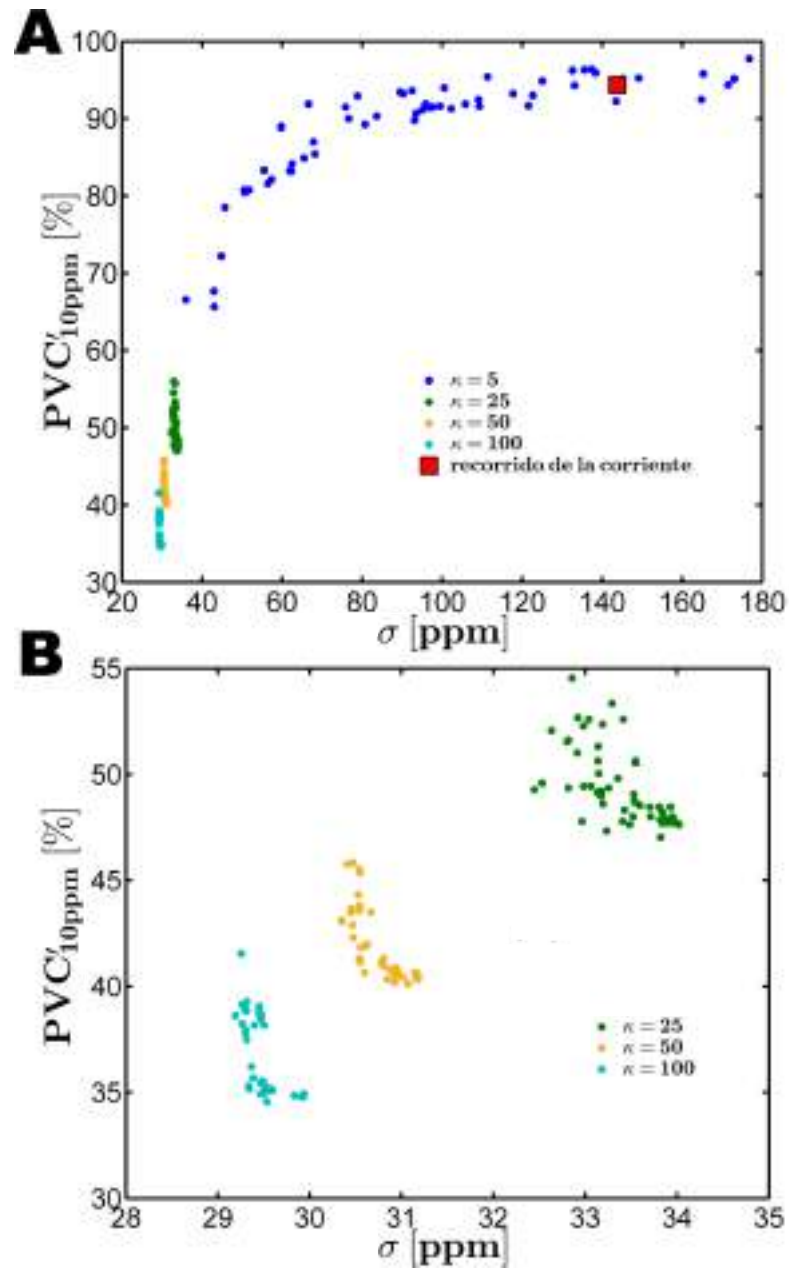 A
100
90
80
70
60
50
40
30
PVC′10ppm [%]
κ = 5
κ = 25
κ = 50
κ = 100
recorrido de la corriente
20 40 60 80 100 120 140 160 180
σ [ppm]
B
55
50
45
40
35
30
PVC′10ppm [%]
κ = 25
κ = 50
κ = 100
28 29 30 31 32 33 34 35
σ [ppm]